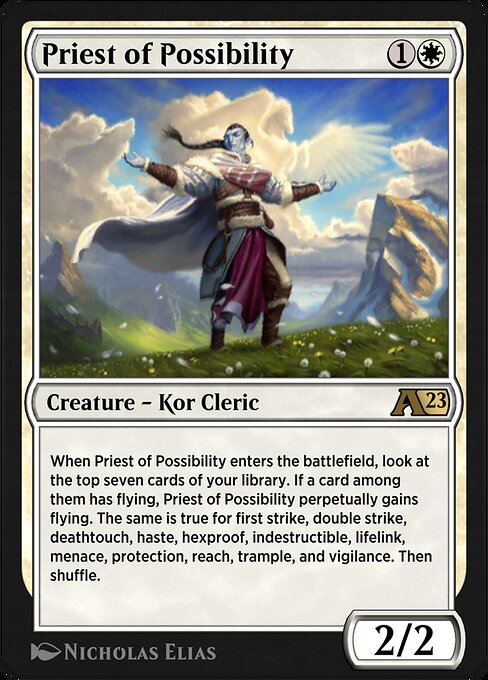 Priest of Possibility 1
Creature – Kor Cleric A23
When Priest of Possibility enters the battlefield, look at
the top seven cards of your library. If a card among
them has flying, Priest of Possibility perpetually gains
flying. The same is true for first strike, double strike,
deathtouch, haste, hexproof, indestructible, lifelink,
menace, protection, reach, trample, and vigilance. Then
shuffle.
2/2
Nicholas Elias